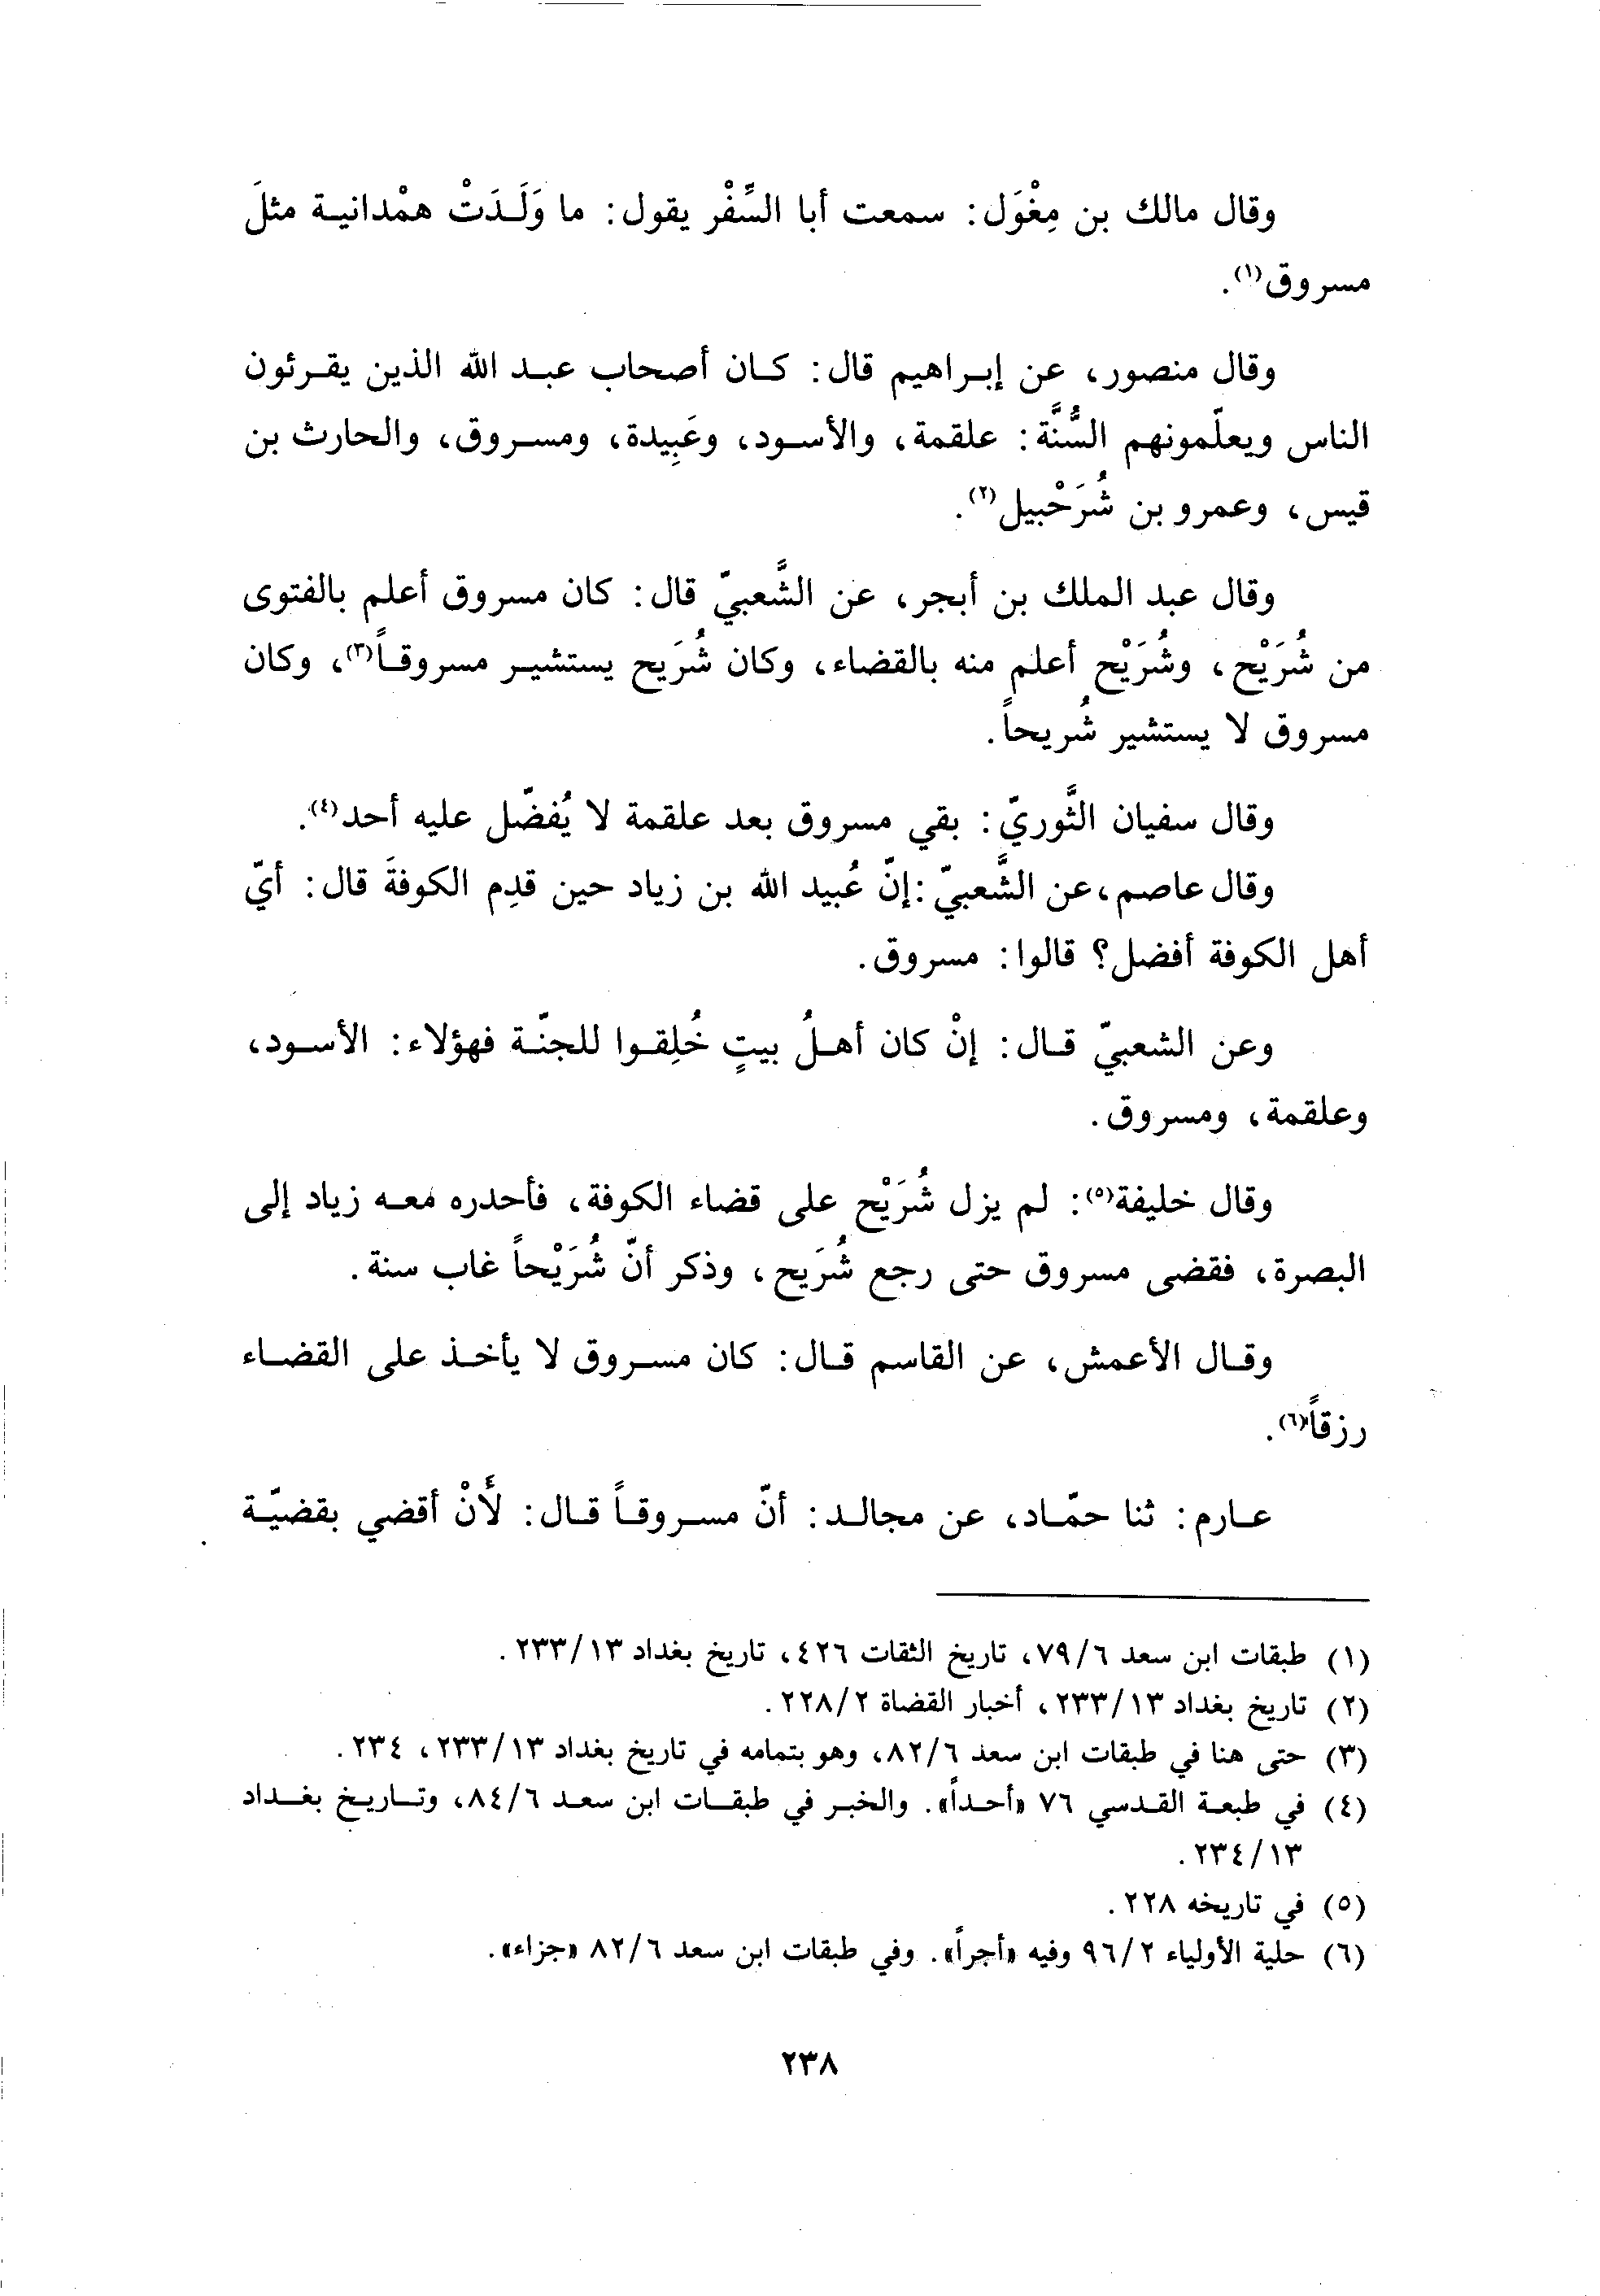 وقال مالك بن مِغْوَل: سمعت أبا السَّفْر يقول: ما وَلَدَتْ همْدانية مثلَ
مسروق(١).
وقال منصور، عن إبراهيم قال: كان أصحاب عبد الله الذين يقرئون
الناس ويعلّمونهم السُّنَّة: علقمة، والأسود، وعَبِيدة، ومسروق، والحارث بن
قيس، وعمرو بن شُرَحْبيل(٢).
وقال عبد الملك بن أبجر، عن الشَّعبيّ قال: كان مسروق أعلم بالفتوى
من شُرَيْح، وشُرَيْح أعلم منه بالقضاء، وكان شُرَيح يستشير مسروقاً(٣)، وكان
مسروق لا يستشير شُريحاً.
وقال سفيان الثَّوريّ: بقي مسروق بعد علقمة لا يُفضّل عليه أحد(٤).
وقال عاصم، عن الشَّعبيّ: إنّ عُبيد الله بن زياد حين قدِم الكوفةَ قال: أيّ
أهل الكوفة أفضل؟ قالوا: مسروق.
وعن الشعبيّ قال: إنْ كان أهلُ بيتٍ خُلِقوا للجنّة فهؤلاء: الأسود،
وعلقمة، ومسروق.
وقال خليفة(٥): لم يزل شُرَيْح على قضاء الكوفة، فأحدره معه زياد إلى
البصرة، فقضى مسروق حتى رجع شُرَيح، وذكر أنّ شُرَيْحاً غاب سنة.
وقال الأعمش، عن القاسم قال: كان مسروق لا يأخذ على القضاء
رزقاً(٦).
عارم: ثنا حمّاد، عن مجالد: أنّ مسروقاً قال: لَأَنْ أقضي بقضيّة
(١) طبقات ابن سعد ٧٩/٦، تاريخ الثقات ٤٢٦، تاريخ بغداد ٢٣٣/١٣.
(٢) تاريخ بغداد ٢٣٣/١٣، أخبار القضاة ٢٢٨/٢.
(٣) حتى هنا في طبقات ابن سعد ٨٢/٦، وهو بتمامه في تاريخ بغداد ٢٣٣/١٣، ٢٣٤.
(٤) في طبعة القدسي ٧٦ «أحداً». والخبر في طبقات ابن سعد ٨٤/٦، وتاريخ بغداد
٢٣٤/١٣.
(٥) في تاريخه ٢٢٨.
(٦) حلية الأولياء ٩٦/٢ وفيه «أجراً». وفي طبقات ابن سعد ٨٢/٦ «جزاء».
٢٣٨